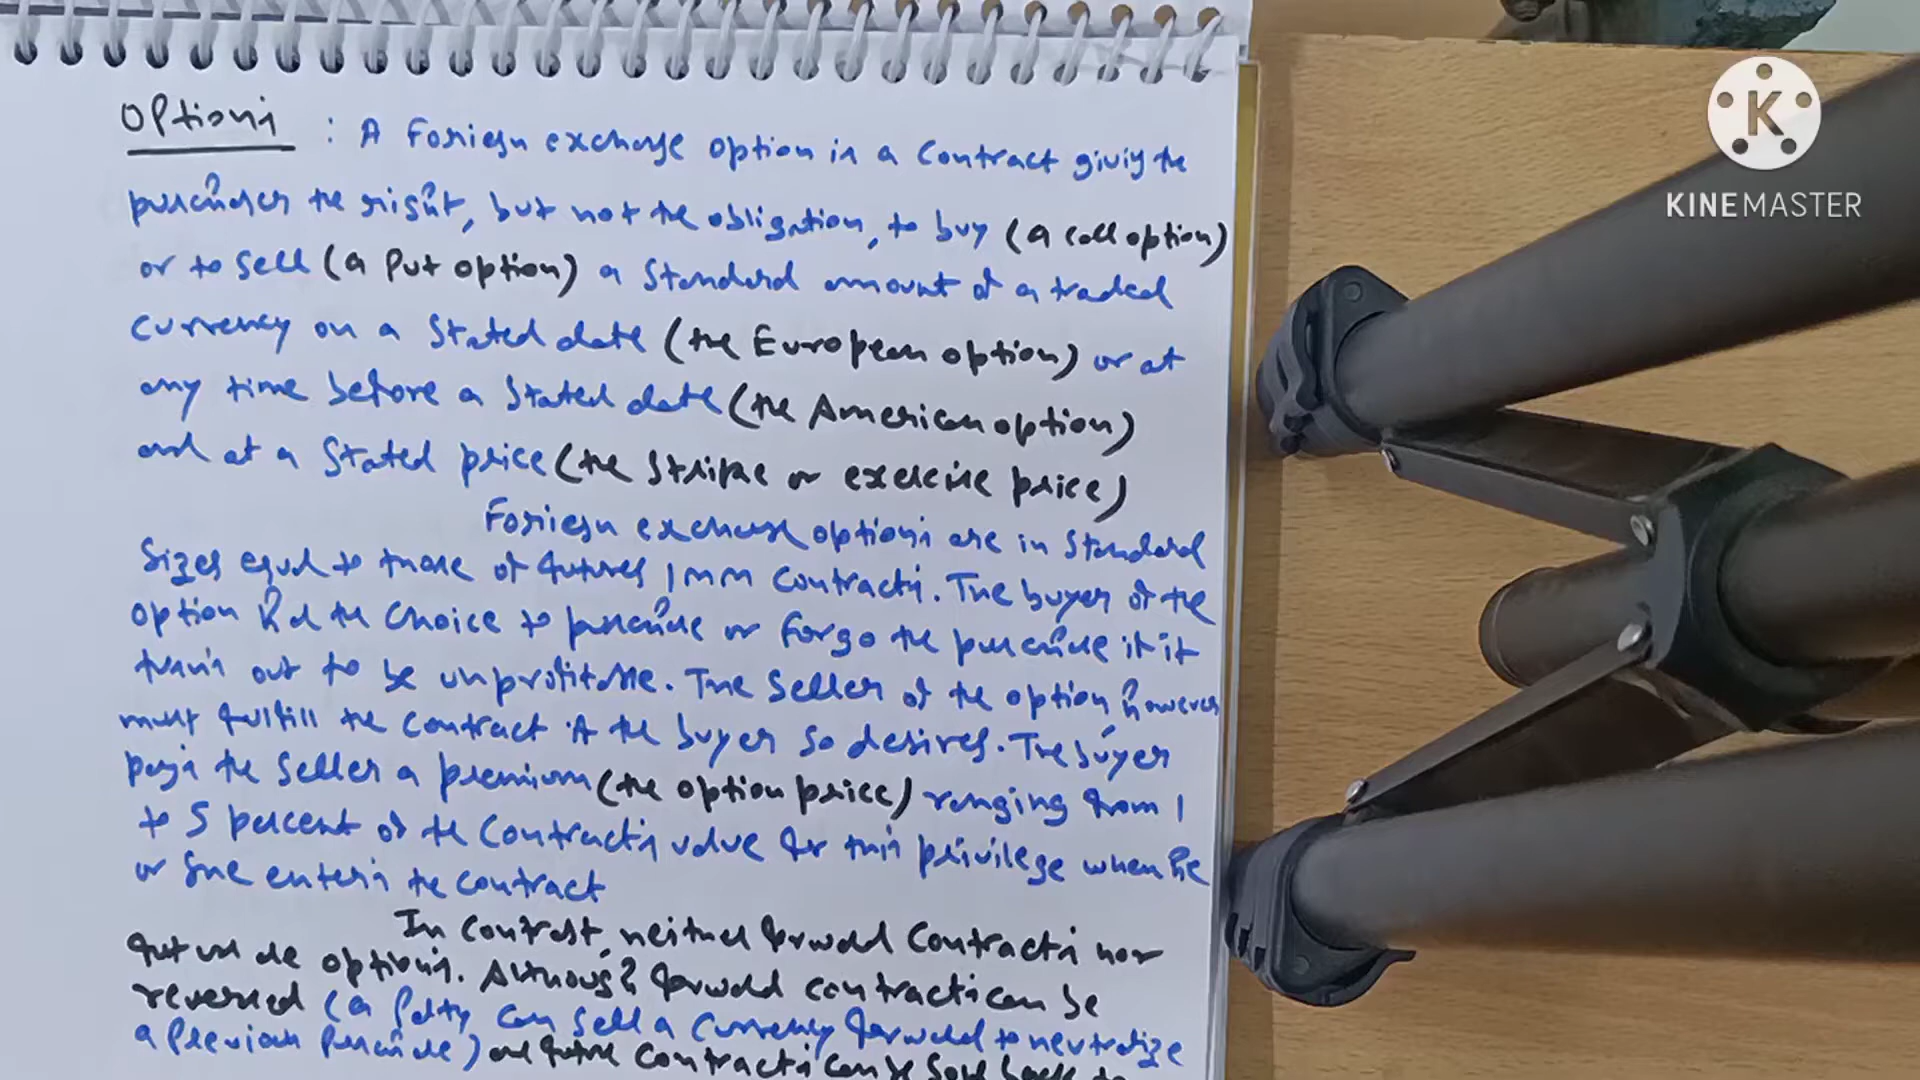 Options : A Foriegn exchange option is a Contract giving the
purchaser the right, but not the obligation, to buy (a call option)
or to sell (a put option) a Standard amount of a traded
currency on a stated date (the European option) or at
any time before a stated date (the American option)
and at a stated price (the strike or exercise price)
Foriegn exchange options are in standard
sizes equal to those of futures IMM Contracts. The buyer of the
option has the choice to purchase or forgo the purchase if it
turns out to be unprofitable. The seller of the option however
must fulfill the contract if the buyer so desires. The buyer
pays the seller a premium (the option price) ranging from 1
to 5 percent of the contracts value for this privilege when he
or she enters the contract
In contrast, neither forward contracts nor
futures are options. Although forward contracts can be
reversed (a party can sell a currency forward to neutralize
a previous purchase) and future contracts can be sold back to
K
KINEMASTER